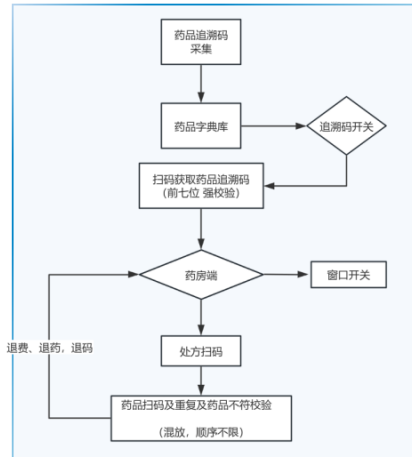 药品追溯码
采集
药品字典库
追溯码开关
扫码获取药品追溯码
（前七位 强校验）
药房端
窗口开关
处方扫码
退费、退药，退码
药品扫码及重复及药品不符校验
（混放，顺序不限）